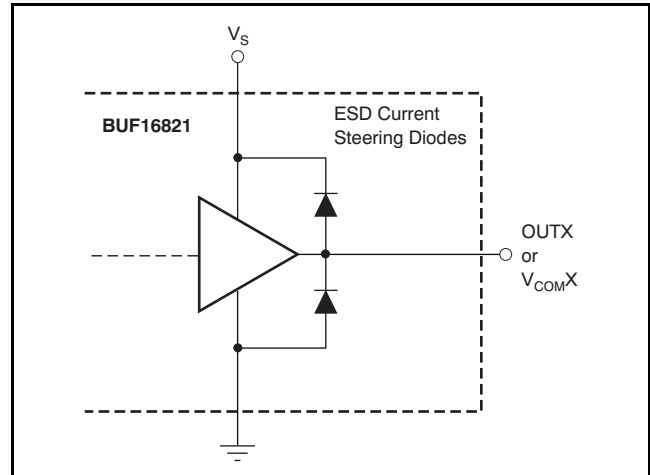 V_S
BUF16821
ESD Current
Steering Diodes
OUTX
or
V_COMX